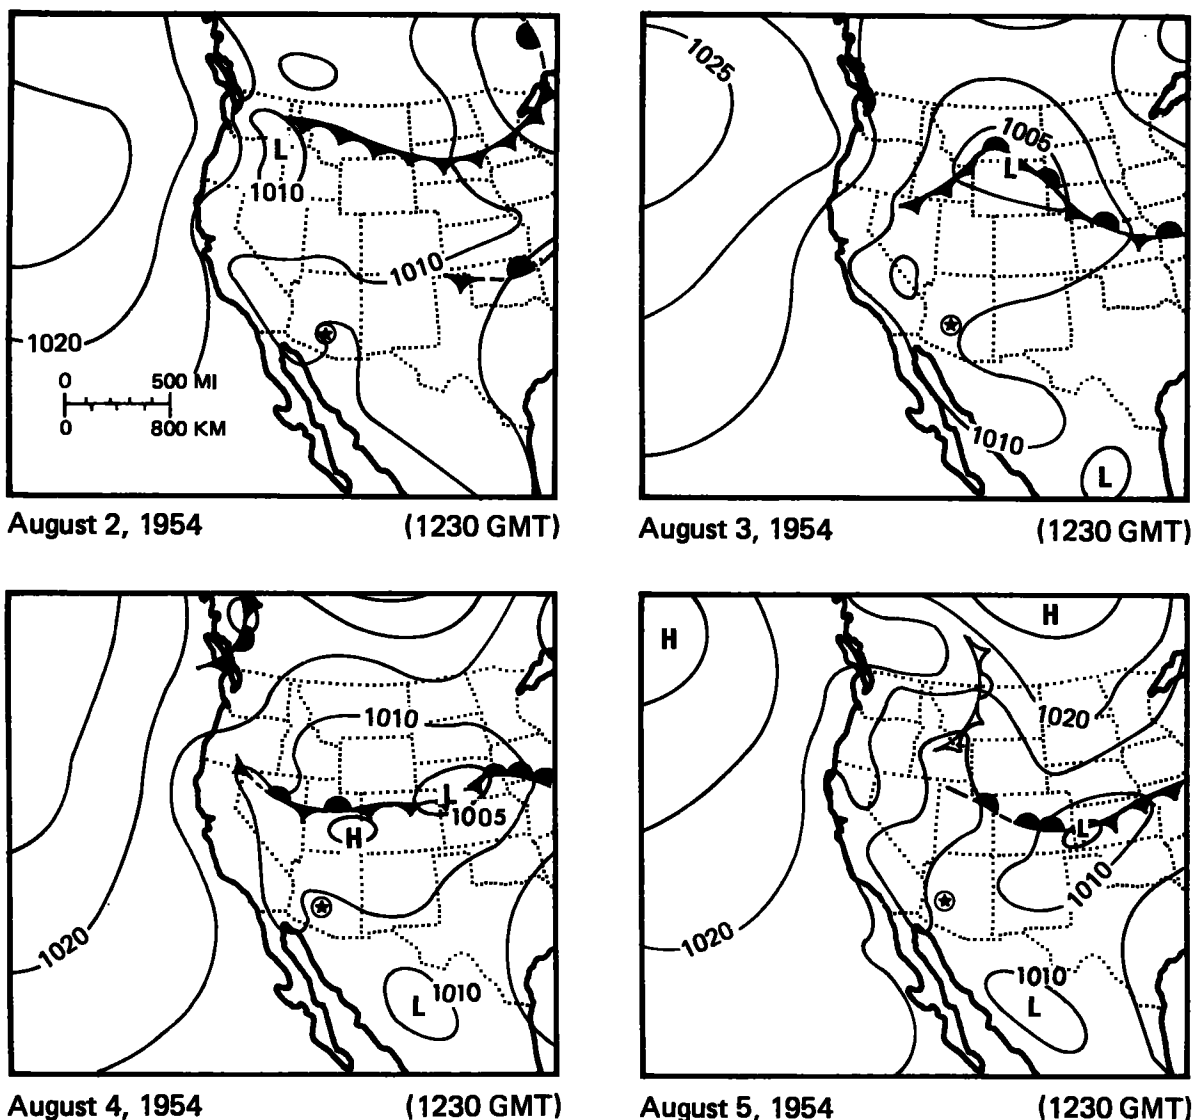 L
1010
1010
1020
0 500 MI
0 800 KM
August 2, 1954 (1230 GMT)
1025
1005
L
1010
L
August 3, 1954 (1230 GMT)
1010
L
1005
H
1020
1010
L
August 4, 1954 (1230 GMT)
H
H
1020
L
1010
1020
1010
L
August 5, 1954 (1230 GMT)